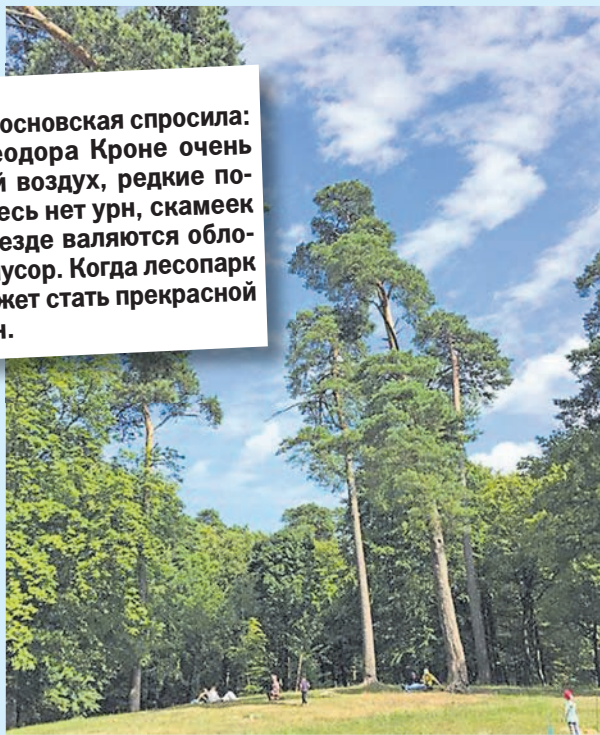 основская спросила:
еодора Кроне очень
й воздух, редкие по-
есь нет урн, скамеек
езде валяются обло-
усор. Когда лесопарк
жет стать прекрасной
н.